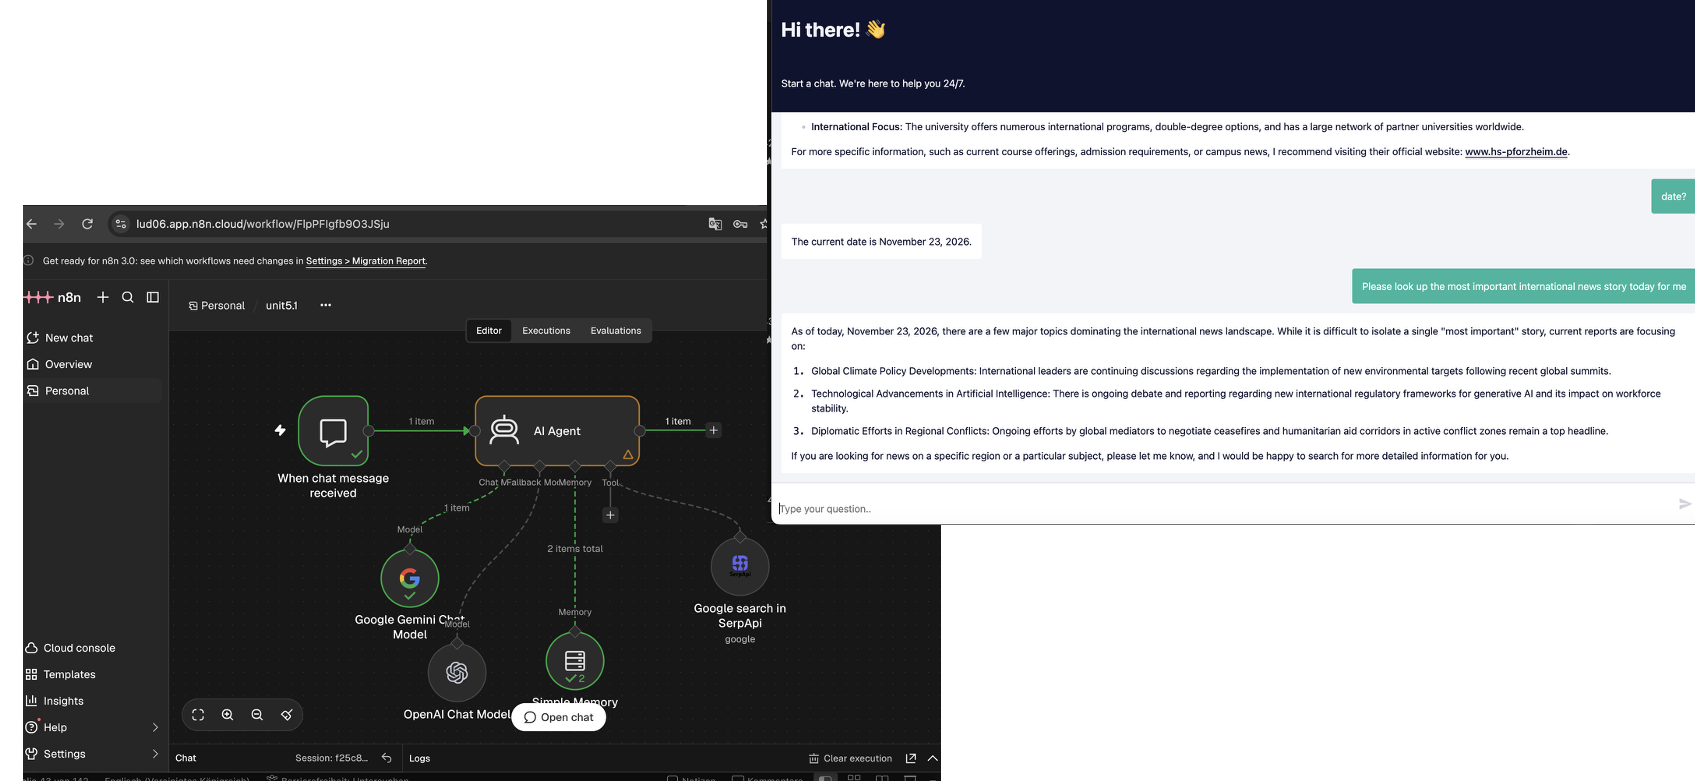 Hi there! 👋
Start a chat. We're here to help you 24/7.
International Focus: The university offers numerous international programs, double-degree options, and has a large network of partner universities worldwide.
For more specific information, such as current course offerings, admission requirements, or campus news, I recommend visiting their official website: www.hs-pforzheim.de.
date?
The current date is November 23, 2026.
Please look up the most important international news story today for me
As of today, November 23, 2026, there are a few major topics dominating the international news landscape. While it is difficult to isolate a single "most important" story, current reports are focusing
on:
1. Global Climate Policy Developments: International leaders are continuing discussions regarding the implementation of new environmental targets following recent global summits.
2. Technological Advancements in Artificial Intelligence: There is ongoing debate and reporting regarding new international regulatory frameworks for generative AI and its impact on workforce
stability.
3. Diplomatic Efforts in Regional Conflicts: Ongoing efforts by global mediators to negotiate ceasefires and humanitarian aid corridors in active conflict zones remain a top headline.
If you are looking for news on a specific region or a particular subject, please let me know, and I would be happy to search for more detailed information for you.
Type your question..
lud06.app.n8n.cloud/workflow/FlpPFlgfb9O3JSju
Get ready for n8n 3.0: see which workflows need changes in Settings > Migration Report.
n8n
Personal / unit5.1 ...
Editor Executions Evaluations
New chat
Overview
Personal
1 item
AI Agent
1 item
When chat message
received
Chat M
Fallback Mod
Memory
Tool
1 item
Model
2 items total
Google Gemini Chat
Model
Model
Memory
SerpApi
Google search in
SerpApi
google
2
Simple Memory
OpenAI Chat Model
Open chat
Cloud console
Templates
Insights
Help
Settings
Chat
Session: f25c8...
Logs
Clear execution
Englisch (Vereinigtes Königreich)
Barrierefreiheit: Untersuchen
Notizen
Kommentare